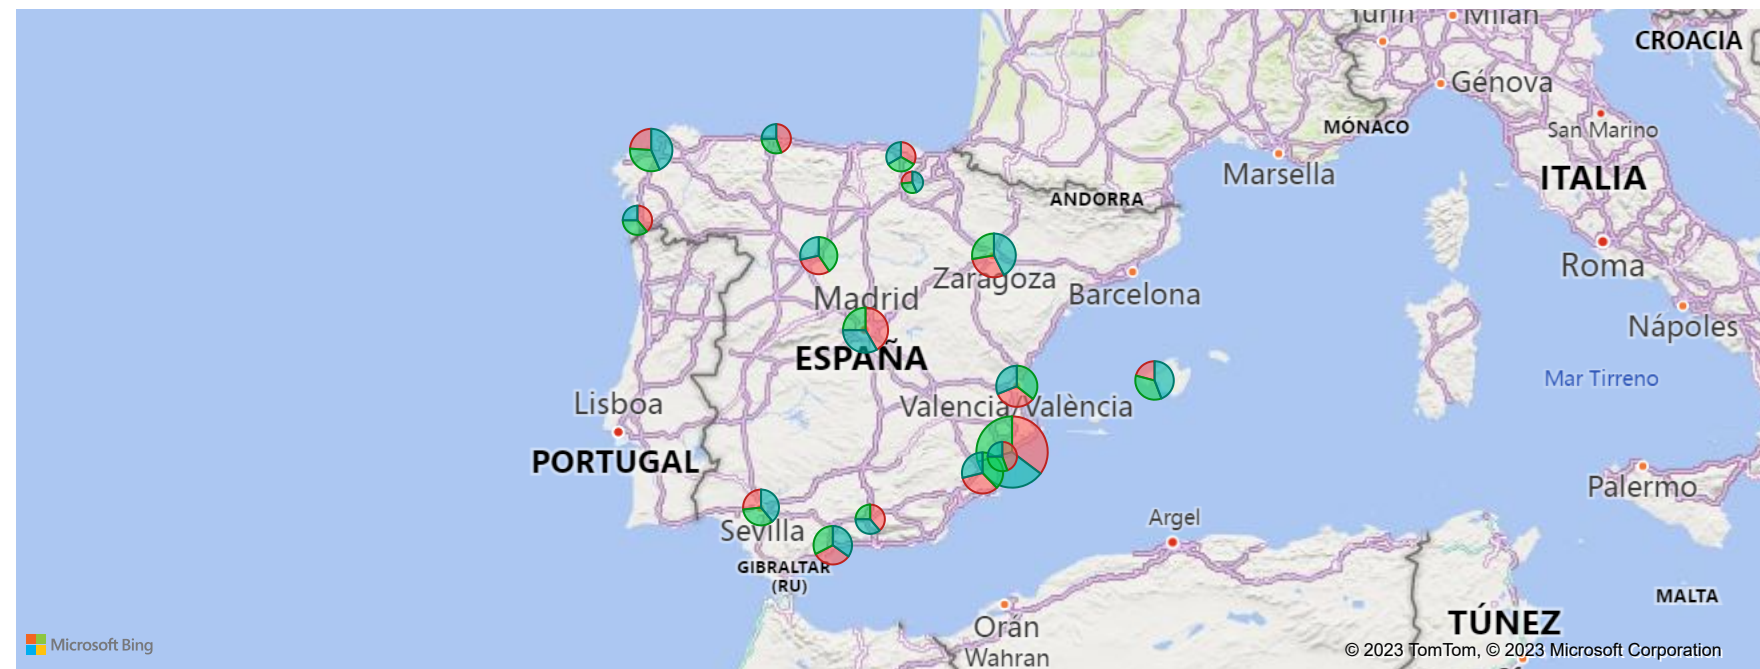 Turín
Milán
CROACIA
Génova
MÓNACO
San Marino
Marsella
ITALIA
ANDORRA
Roma
Zaragoza
Barcelona
Madrid
Nápoles
ESPAÑA
Mar Tirreno
Lisboa
Valencia/València
PORTUGAL
Palermo
Sevilla
Argel
GIBRALTAR
(RU)
MALTA
TÚNEZ
Orán
Wahran
Microsoft Bing
© 2023 TomTom, © 2023 Microsoft Corporation